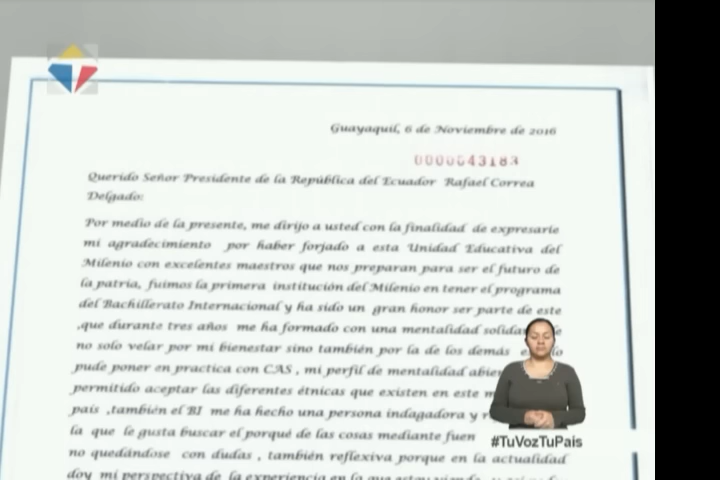 Guayaquil, 6 de Noviembre de 2016
0000043183
Querido Señor Presidente de la República del Ecuador Rafael Correa
Delgado:
Por medio de la presente, me dirijo a usted con la finalidad de expresarle
mi agradecimiento por haber forjado a esta Unidad Educativa del
Milenio con excelentes maestros que nos preparan para ser el futuro de
la patria, fuimos la primera institución del Milenio en tener el programa
del Bachillerato Internacional y ha sido un gran honor ser parte de este
,que durante tres años me ha formado con una mentalidad
no solo velar por mi bienestar sino también por la de los demás
pude poner en practica con CAS , mi perfil de mentalidad
permitido aceptar las diferentes étnicas que existen en este
país ,también el BI me ha hecho una persona indagadora y
la que le gusta buscar el porqué de las cosas mediante
no quedándose con dudas , también reflexiva porque en la actualidad
doy mi perspectiva de la experiencia en la que estoy
#TuVozTuPaís